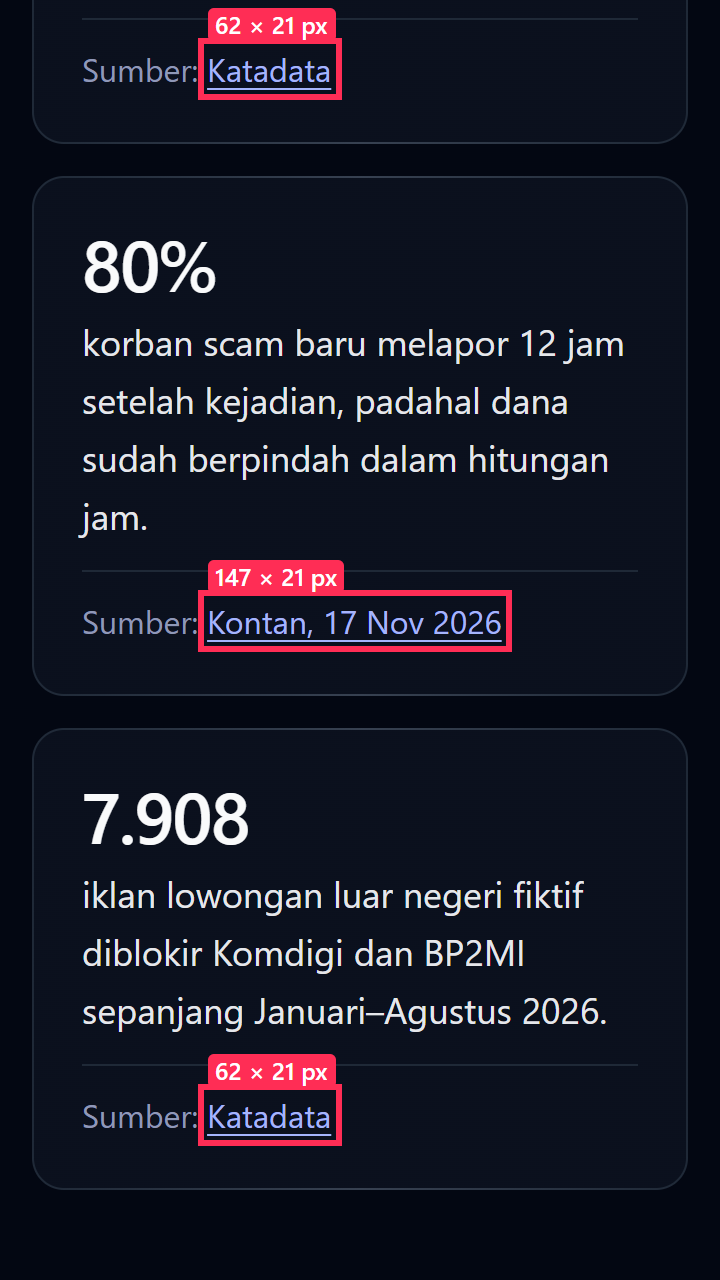 62 × 21 px
Sumber: Katadata
80%
korban scam baru melapor 12 jam
setelah kejadian, padahal dana
sudah berpindah dalam hitungan
jam.
147 × 21 px
Sumber: Kontan, 17 Nov 2026
7.908
iklan lowongan luar negeri fiktif
diblokir Komdigi dan BP2MI
sepanjang Januari–Agustus 2026.
62 × 21 px
Sumber: Katadata